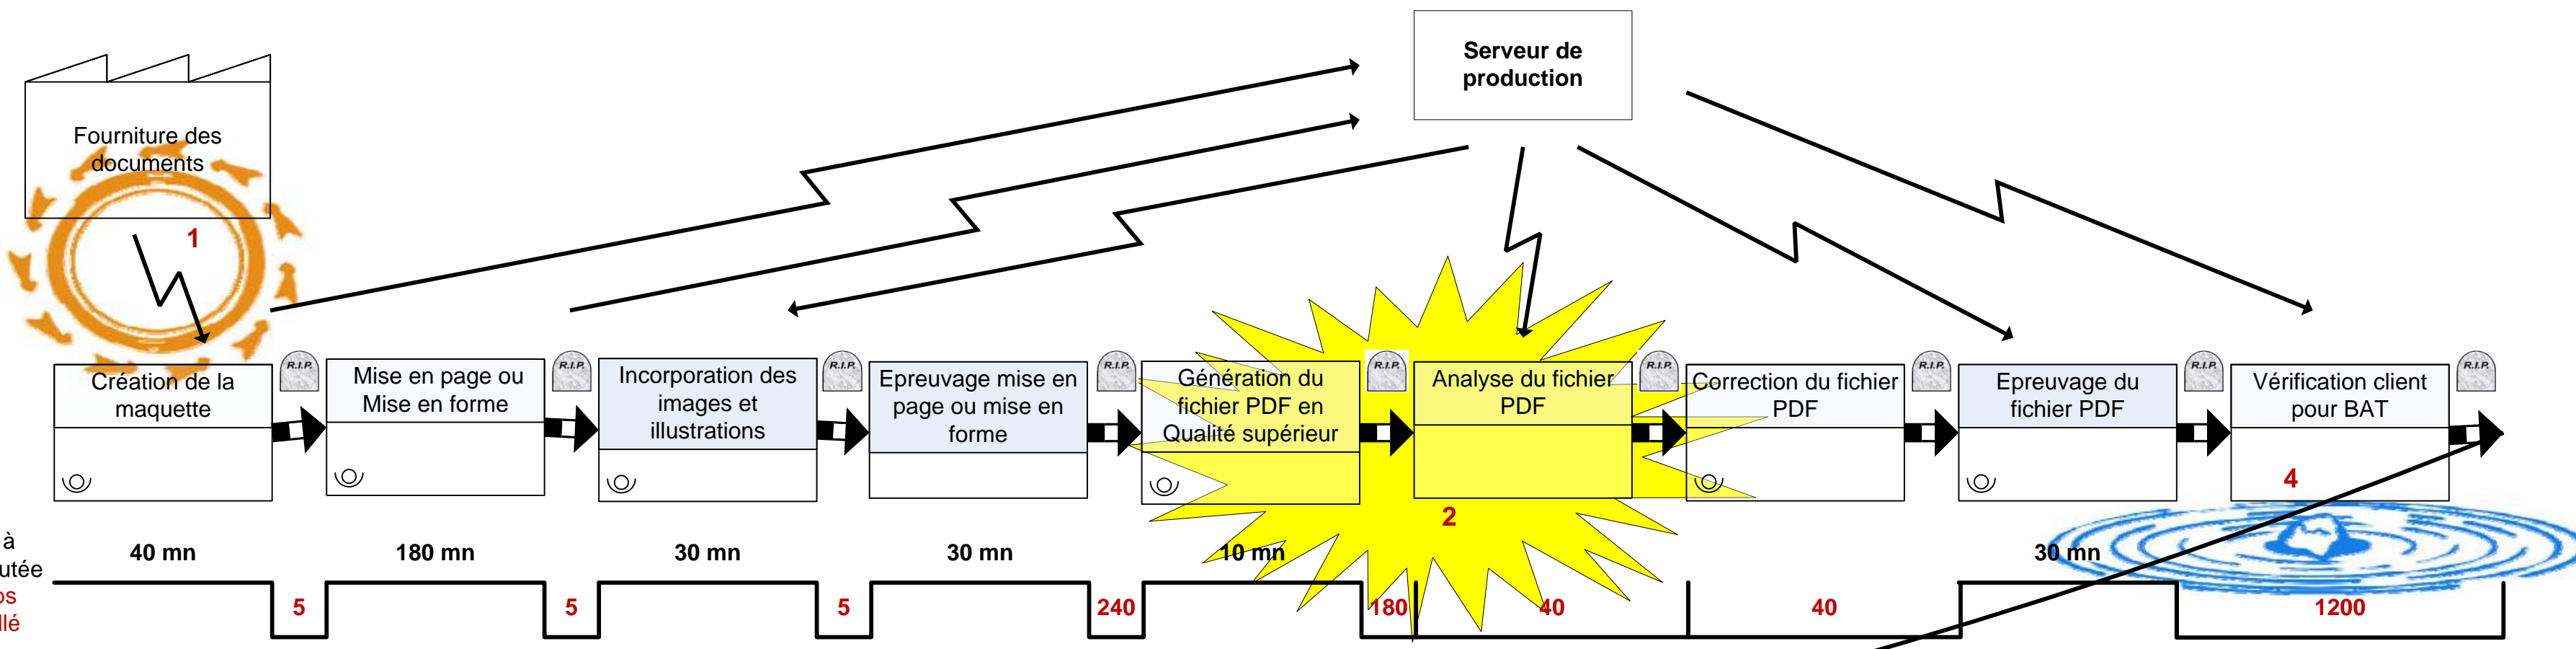 Serveur de
production
Fourniture des
documents
1
R.I.P.
R.I.P.
R.I.P.
R.I.P.
R.I.P.
R.I.P.
R.I.P.
R.I.P.
R.I.P.
Création de la
maquette
Mise en page ou
Mise en forme
Incorporation des
images et
illustrations
Epreuvage mise en
page ou mise en
forme
Génération du
fichier PDF en
Qualité supérieur
Analyse du fichier
PDF
Correction du fichier
PDF
Epreuvage du
fichier PDF
Vérification client
pour BAT
4
2
à
utée
os
llé
40 mn
180 mn
30 mn
30 mn
10 mn
30 mn
5
5
5
240
180
40
40
1200